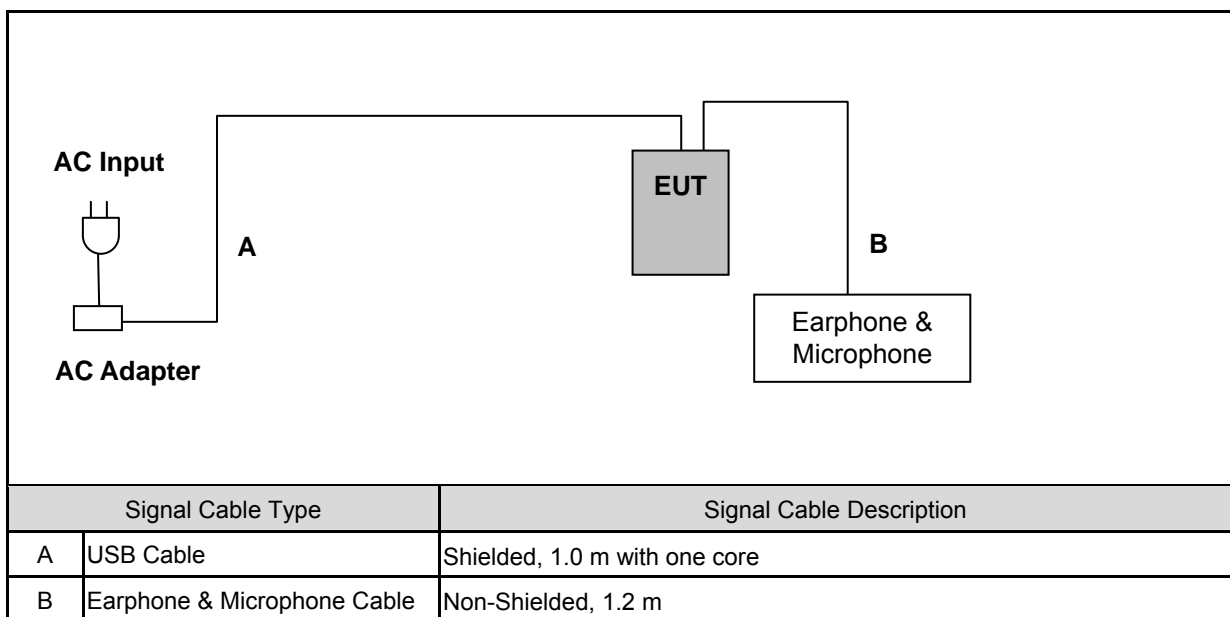 AC Input
EUT
A
B
Earphone &
Microphone
AC Adapter
Signal Cable Type Signal Cable Description
A USB Cable Shielded, 1.0 m with one core
B Earphone & Microphone Cable Non-Shielded, 1.2 m